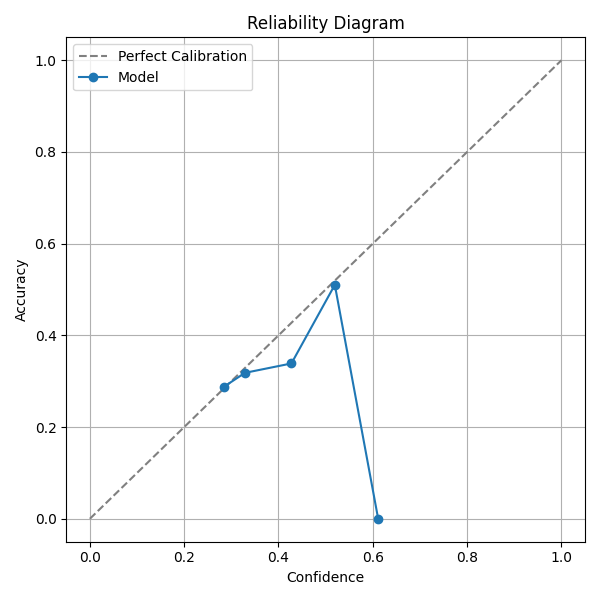 Reliability Diagram
Perfect Calibration
Model
1.0
0.8
0.6
0.4
0.2
0.0
Accuracy
0.0 0.2 0.4 0.6 0.8 1.0
Confidence